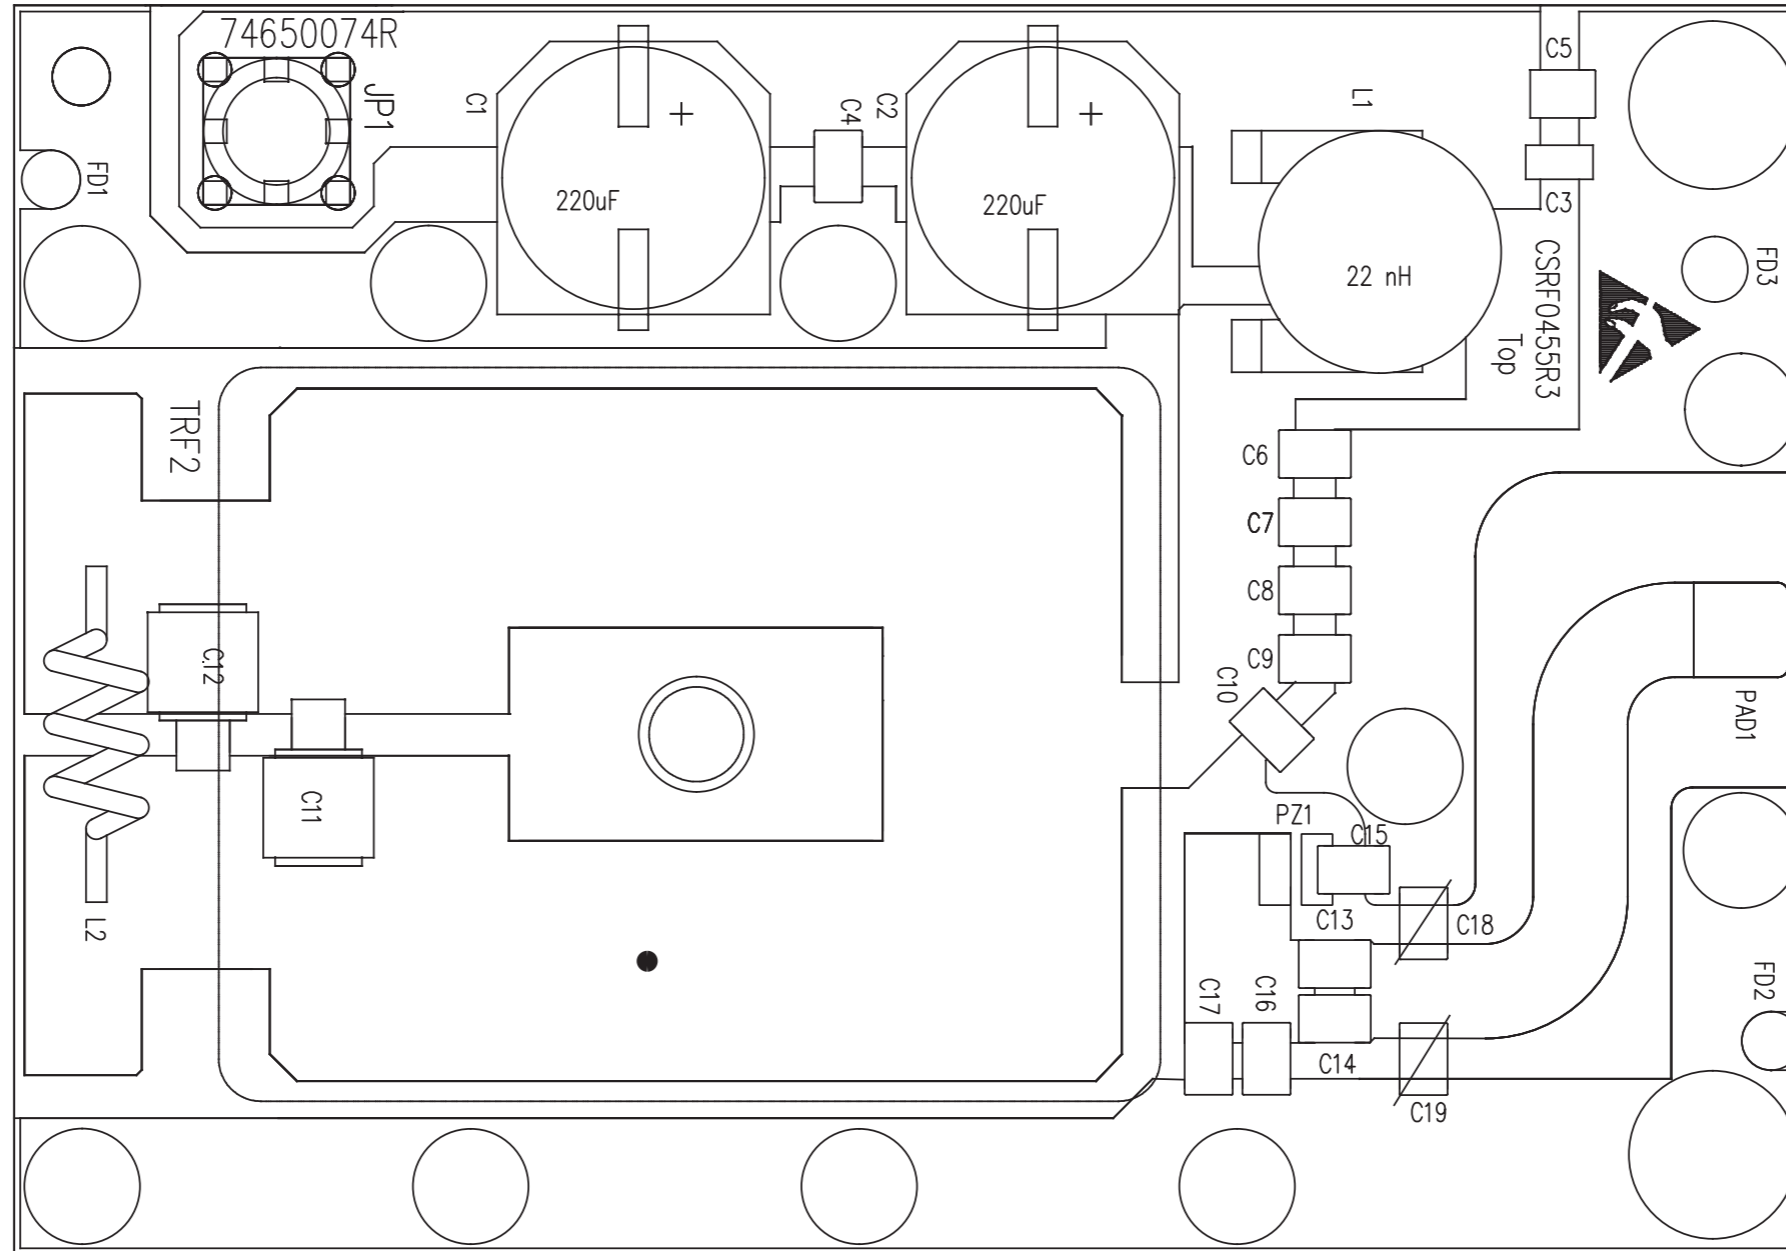 74650074R
JP1
C1
C4
C2
L1
C5
C3
FD1
220uF
220uF
22 nH
CSRF0455R3
Top
FD3
TRF2
C6
C7
C8
C9
C10
C12
C11
L2
PAD1
PZ1
C15
C13
C18
C17
C16
C14
C19
FD2